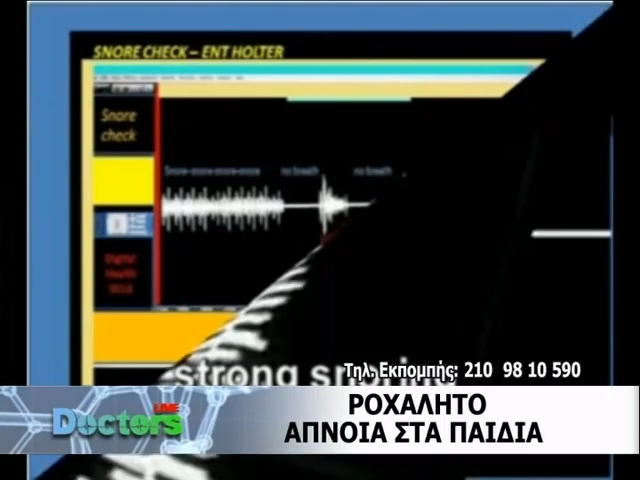 SNORE CHECK – ENT HOLTER
Snore
check
Snore-snore-snore-snore no breath no breath
Digital
Health
strong snoring
Τηλ. Εκπομπής: 210 98 10 590
LIVE
Doctors
ΡΟΧΑΛΗΤΟ
ΑΠΝΟΙΑ ΣΤΑ ΠΑΙΔΙΑ